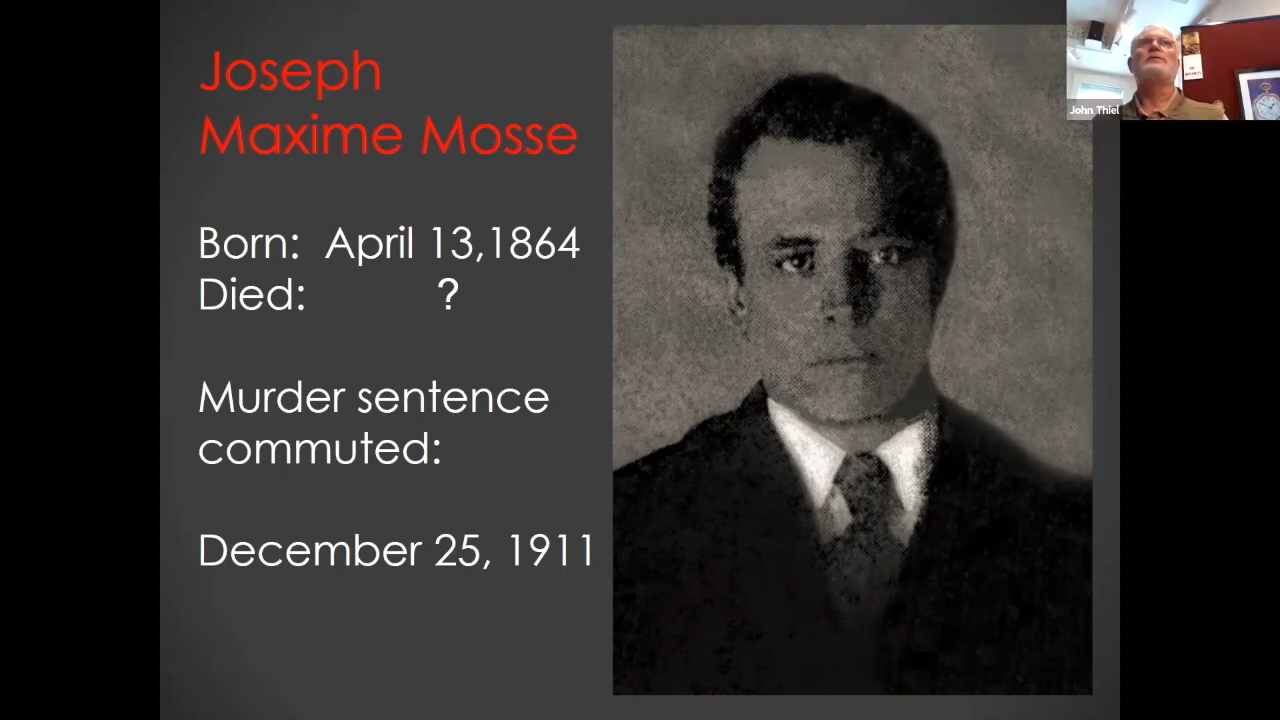 Joseph
Maxime Mosse
Born: April 13,1864
Died: ?
Murder sentence
commuted:
December 25, 1911
John Thiel